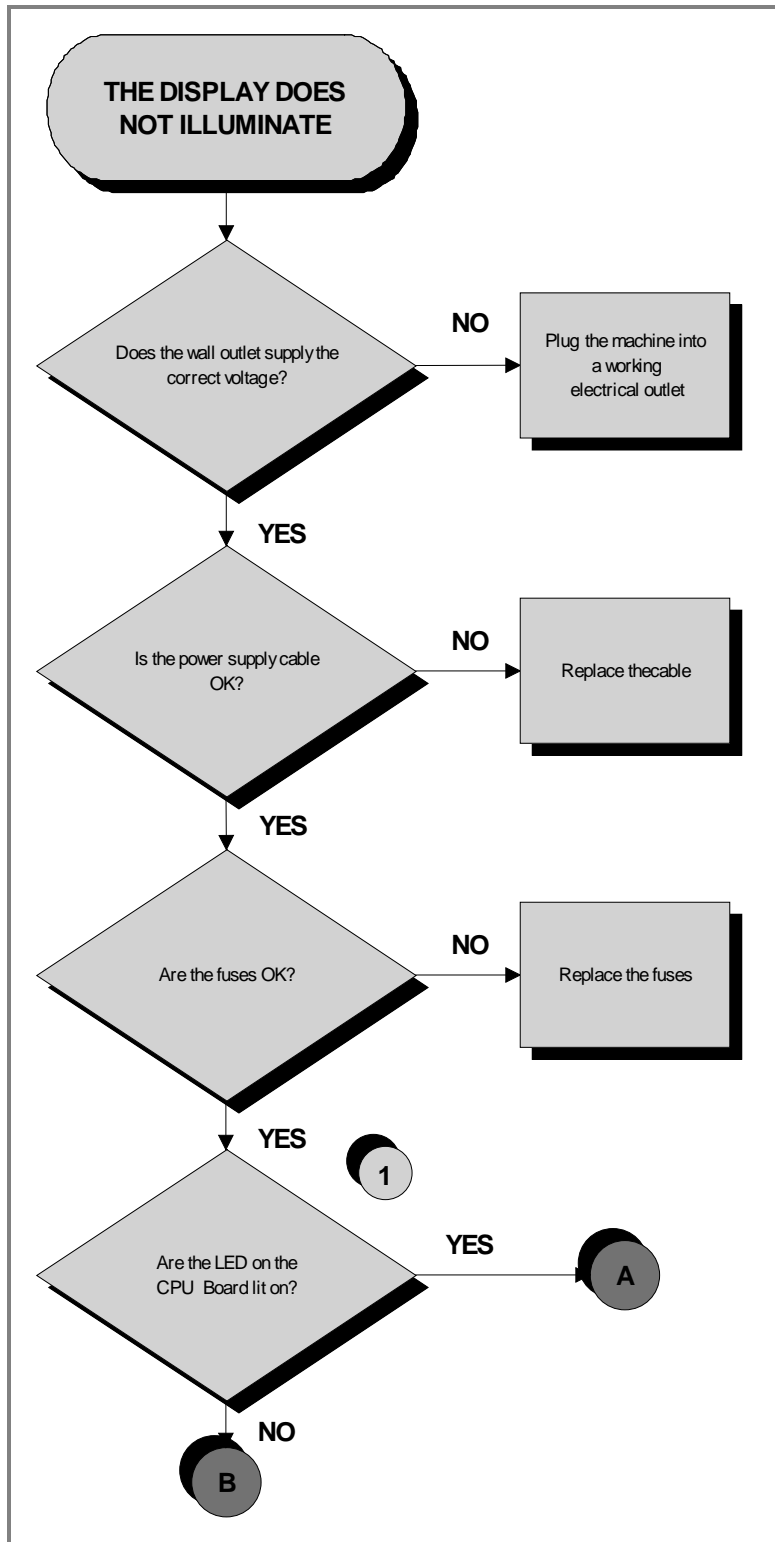 THE DISPLAY DOES
NOT ILLUMINATE
Does the wall outlet supply the
correct voltage?
NO
Plug the machine into
a working
electrical outlet
YES
Is the power supply cable
OK?
NO
Replace thecable
YES
Are the fuses OK?
NO
Replace the fuses
YES
1
Are the LED on the
CPU Board lit on?
YES
A
NO
B